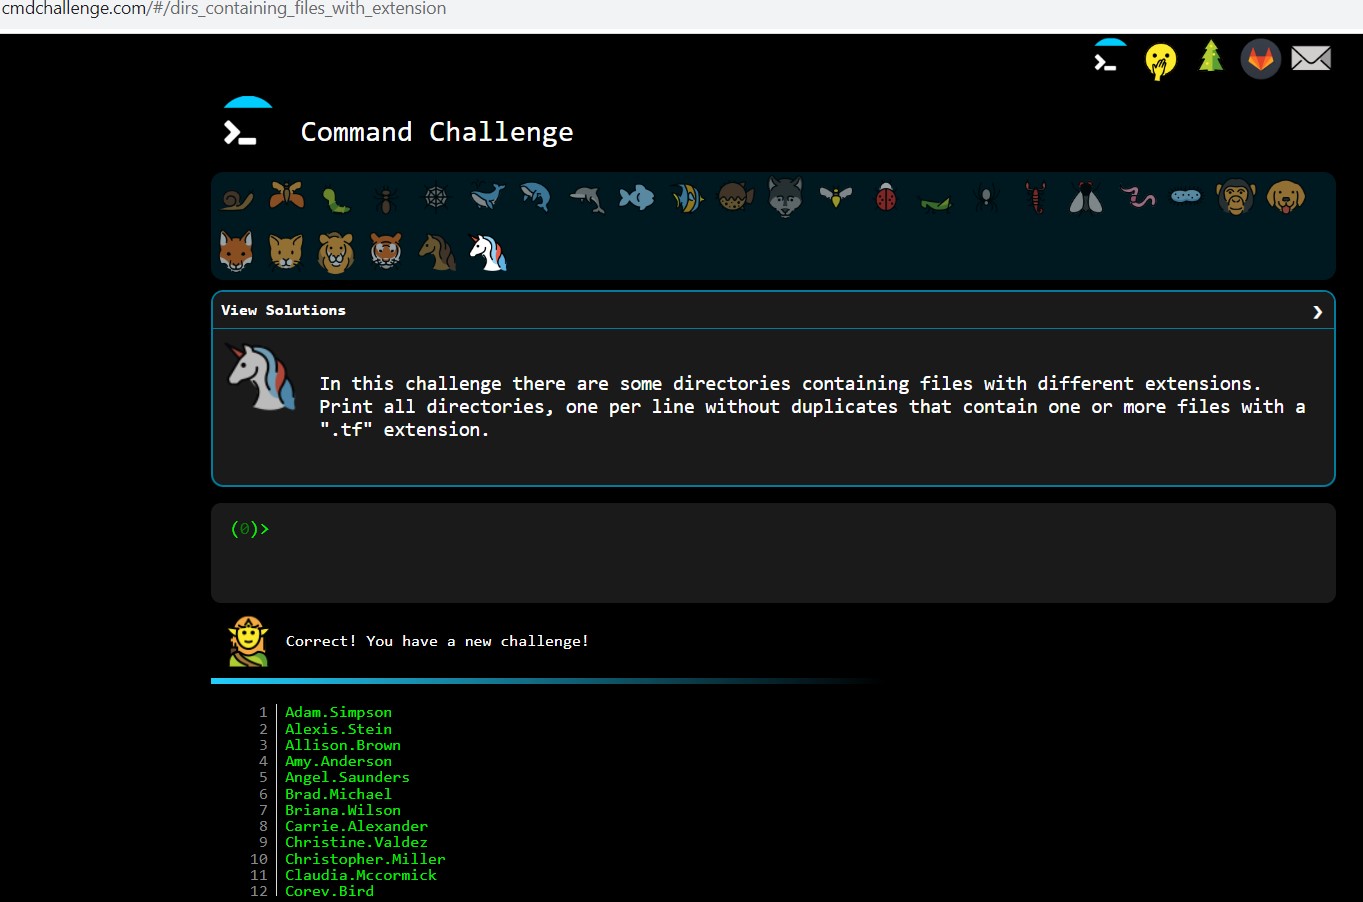 cmdchallenge.com/#/dirs_containing_files_with_extension
Command Challenge
View Solutions
In this challenge there are some directories containing files with different extensions.
Print all directories, one per line without duplicates that contain one or more files with a
".tf" extension.
(0)>
Correct! You have a new challenge!
1 Adam.Simpson
2 Alexis.Stein
3 Allison.Brown
4 Amy.Anderson
5 Angel.Saunders
6 Brad.Michael
7 Briana.Wilson
8 Carrie.Alexander
9 Christine.Valdez
10 Christopher.Miller
11 Claudia.Mccormick
12 Corey.Bird